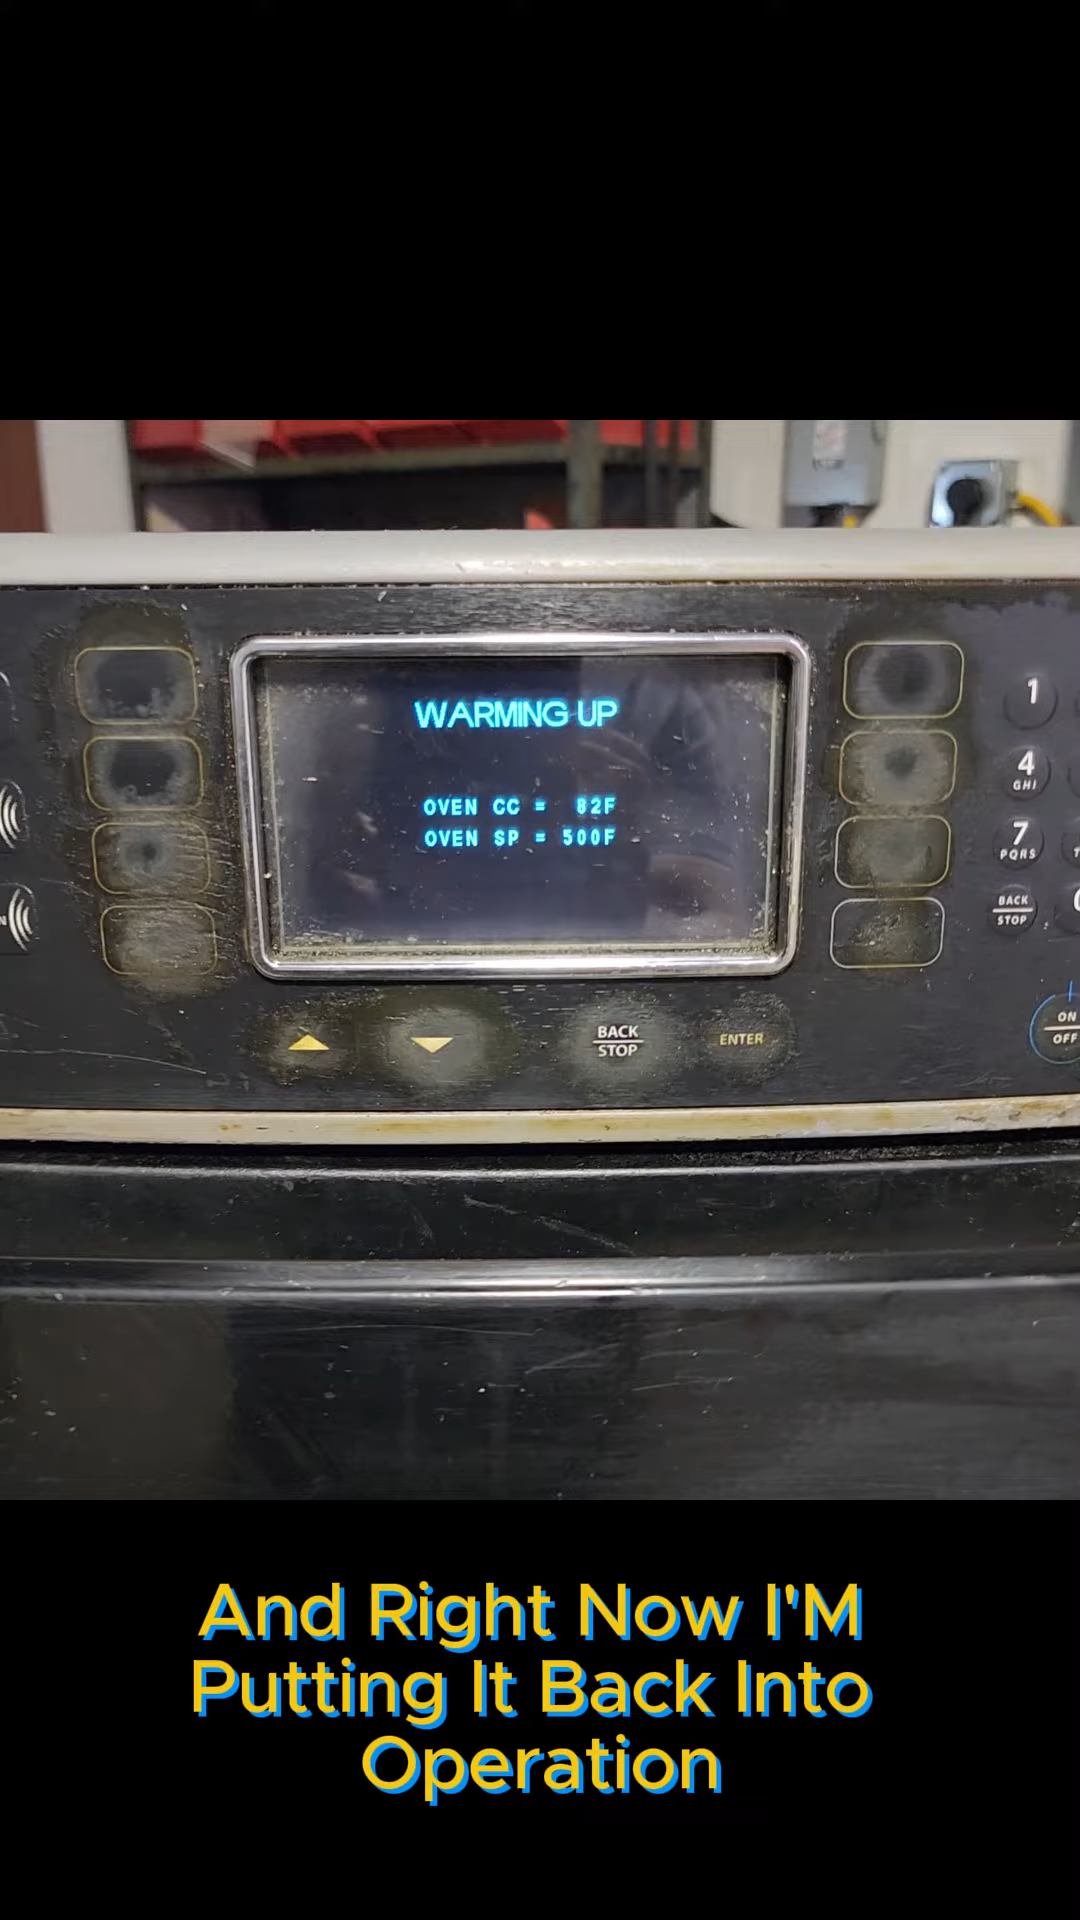 WARMING UP
OVEN CC = 82F
OVEN SP = 500F
1
4
GHI
7
PQRS
BACK
STOP
BACK
STOP
ENTER
ON
OFF
And Right Now I'M
Putting It Back Into
Operation